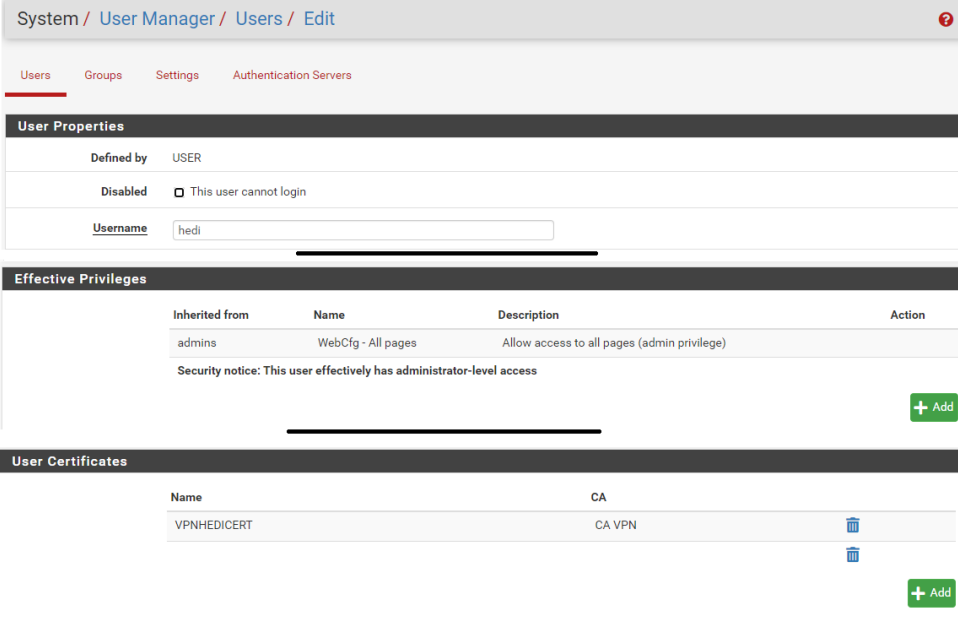 System / User Manager / Users / Edit
Users Groups Settings Authentication Servers
User Properties
Defined by USER
Disabled This user cannot login
Username hedi
Effective Privileges
Inherited from Name Description Action
admins WebCfg - All pages Allow access to all pages (admin privilege)
Security notice: This user effectively has administrator-level access
Add
User Certificates
Name CA
VPNHEDICERT CA VPN
Add